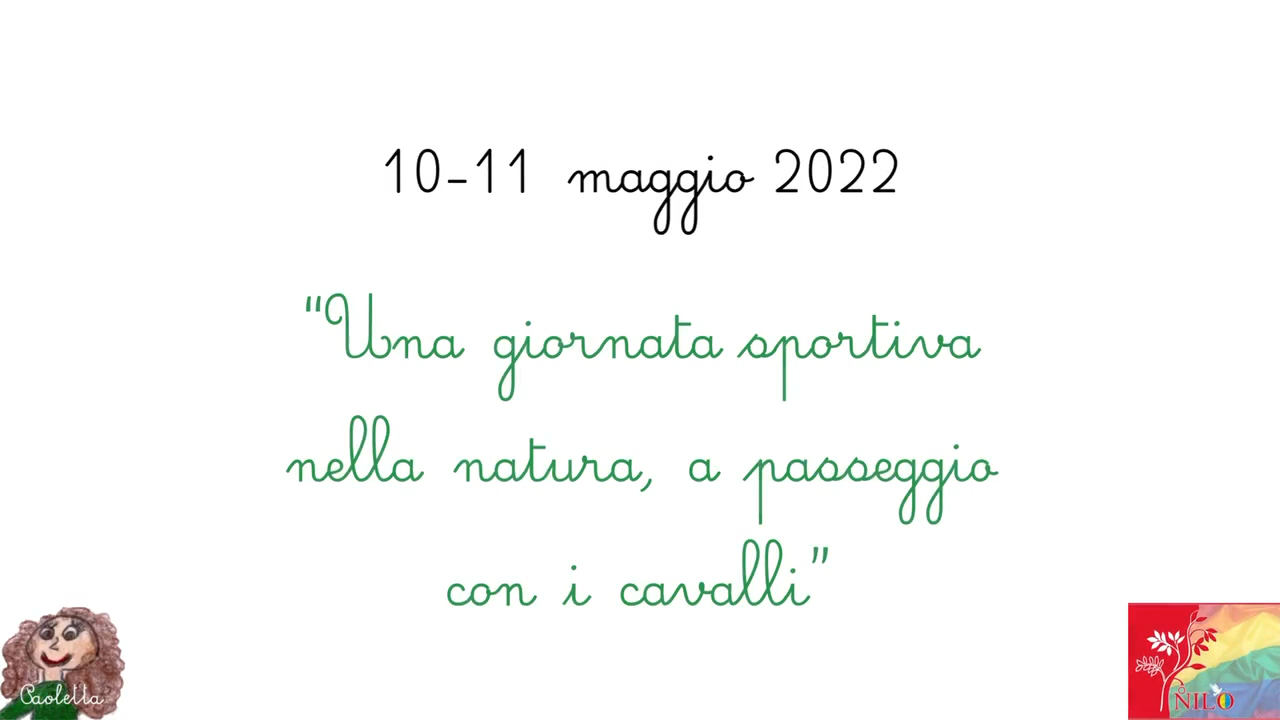 10-11 maggio 2022
"Una giornata sportiva
nella natura, a passeggio
con i cavalli"
Paoletta
NILO